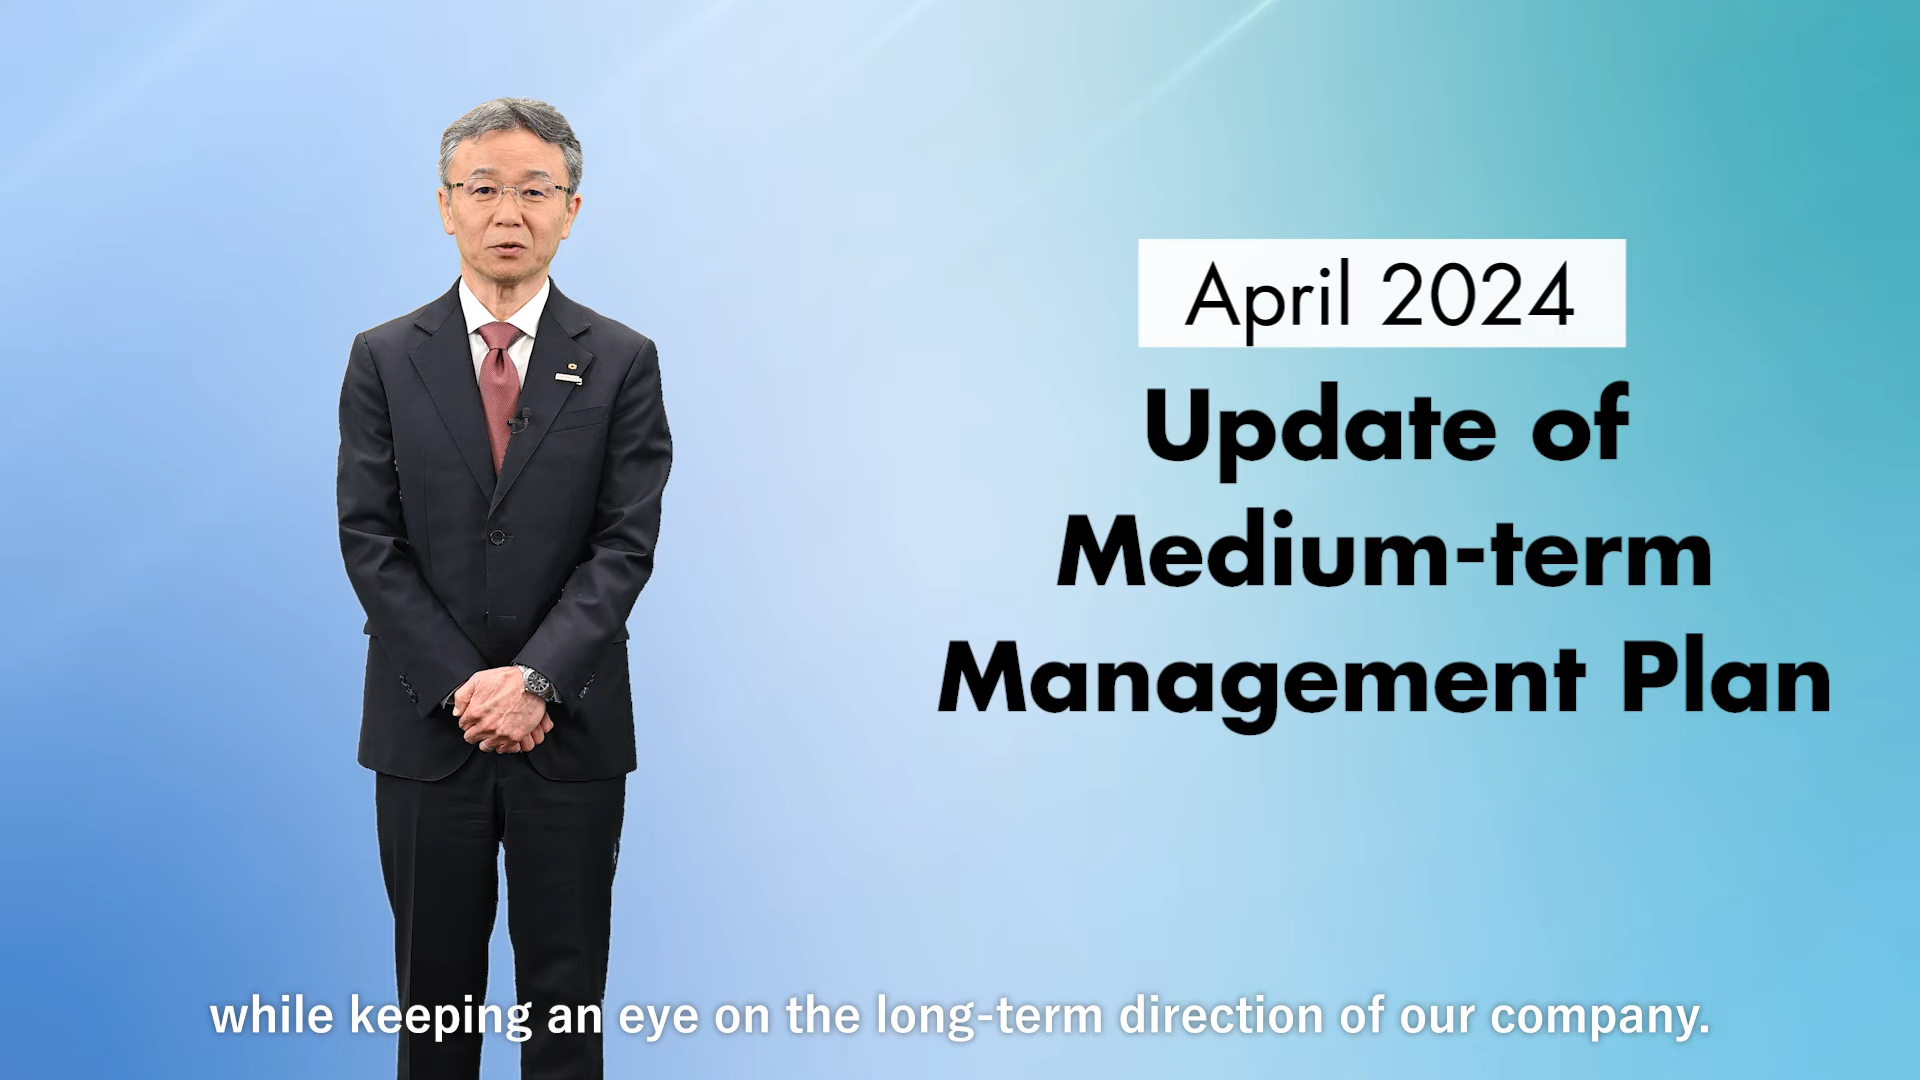 April 2024
Update of
Medium-term
Management Plan
while keeping an eye on the long-term direction of our company.